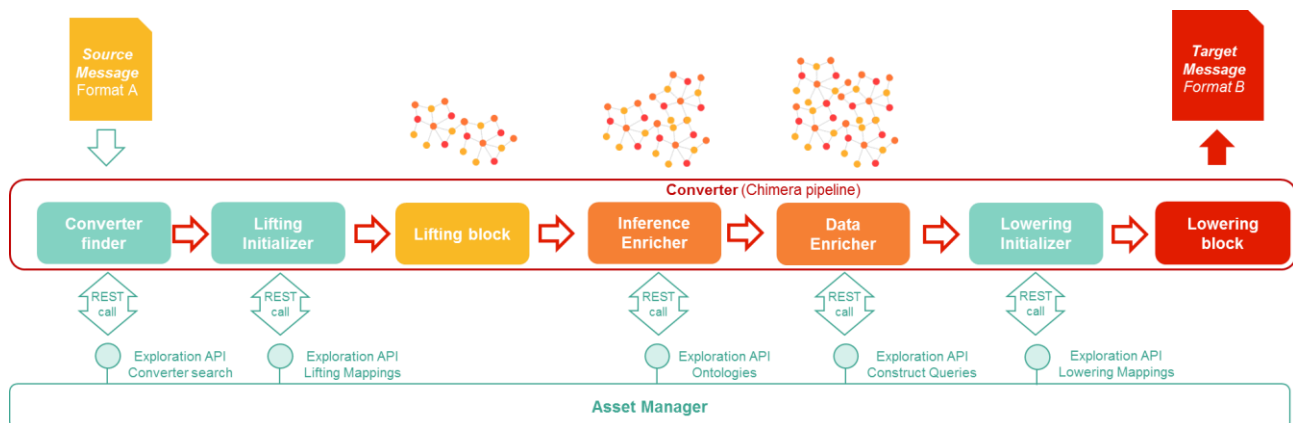 Source
Message
Format A
Target
Message
Format B
Converter (Chimera pipeline)
Converter
finder
Lifting
Initializer
Lifting block
Inference
Enricher
Data
Enricher
Lowering
Initializer
Lowering
block
REST
call
REST
call
REST
call
REST
call
REST
call
Exploration API
Converter search
Exploration API
Lifting Mappings
Exploration API
Ontologies
Exploration API
Construct Queries
Exploration API
Lowering Mappings
Asset Manager